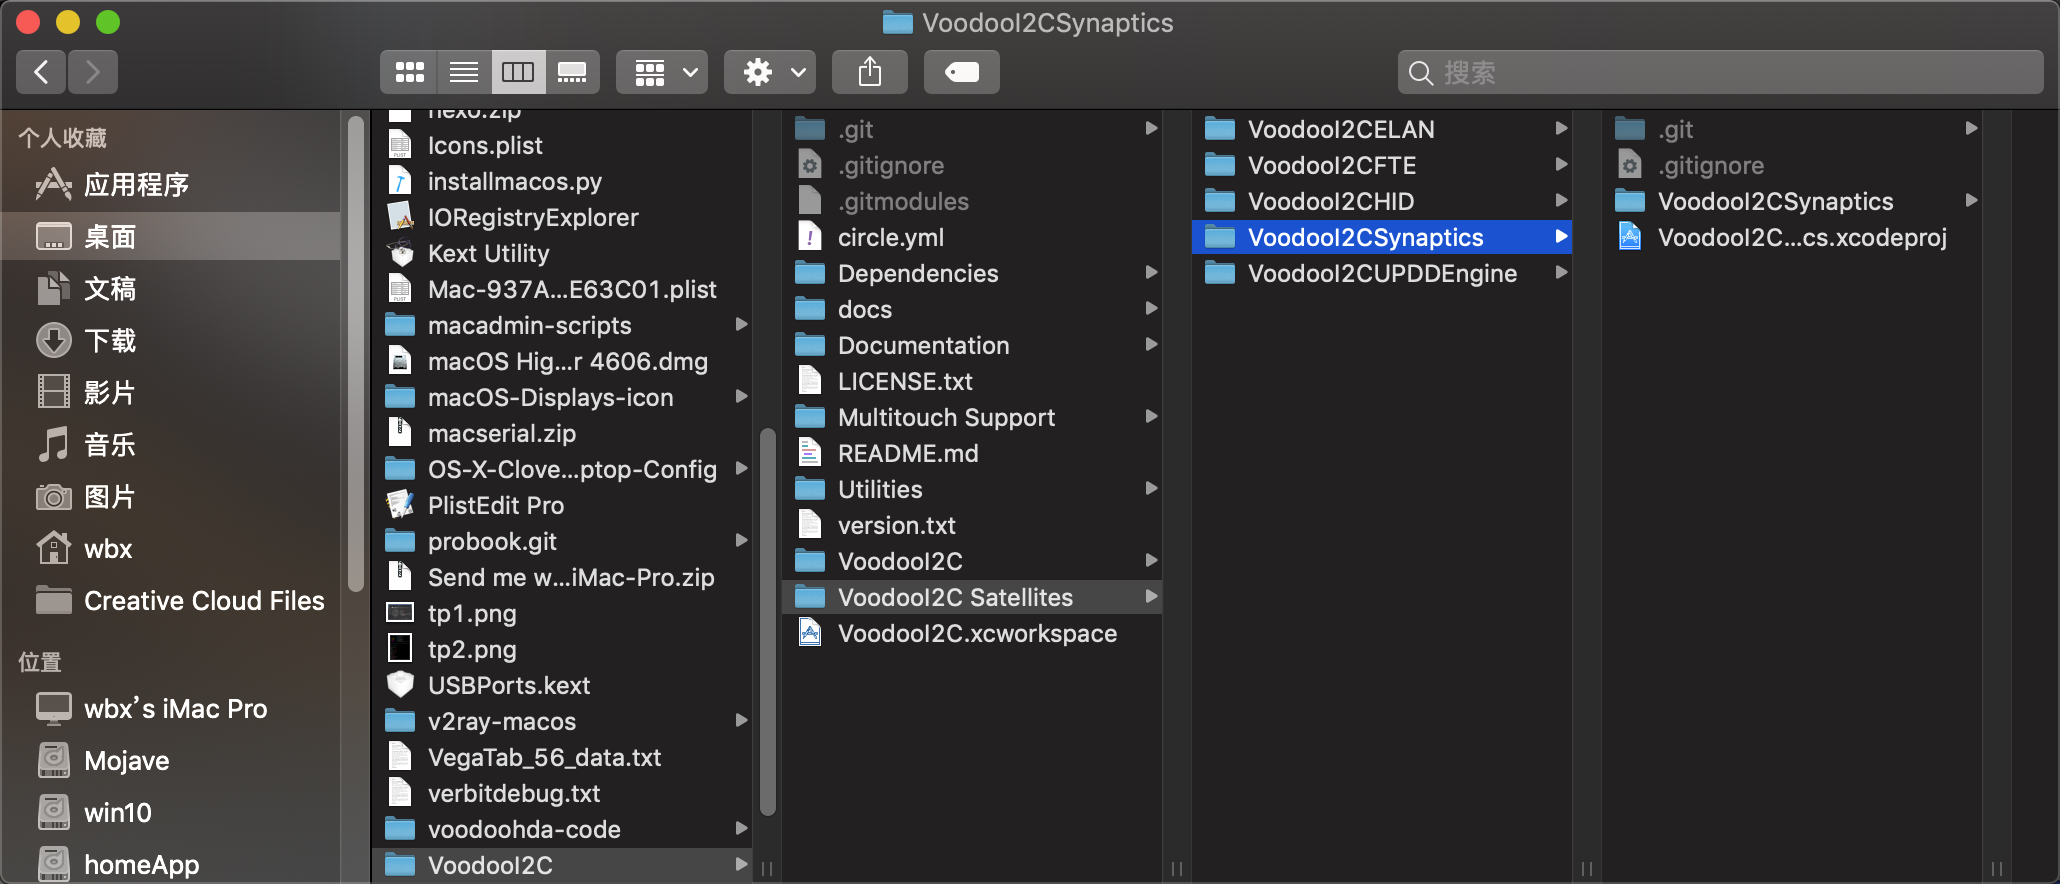 VoodooI2CSynaptics
搜索
个人收藏
应用程序
桌面
文稿
下载
影片
音乐
图片
wbx
Creative Cloud Files
位置
wbx's iMac Pro
Mojave
win10
homeApp
hexo.zip
Icons.plist
installmacos.py
IORegistryExplorer
Kext Utility
Mac-937A...E63C01.plist
macadmin-scripts
macOS Hig...r 4606.dmg
macOS-Displays-icon
macserial.zip
OS-X-Clove...ptop-Config
PlistEdit Pro
probook.git
Send me w...iMac-Pro.zip
tp1.png
tp2.png
USBPorts.kext
v2ray-macos
VegaTab_56_data.txt
verbitdebug.txt
voodoohda-code
VoodooI2C
.git
.gitignore
.gitmodules
circle.yml
Dependencies
docs
Documentation
LICENSE.txt
Multitouch Support
README.md
Utilities
version.txt
VoodooI2C
VoodooI2C Satellites
VoodooI2C.xcworkspace
VoodooI2CELAN
VoodooI2CFTE
VoodooI2CHID
VoodooI2CSynaptics
VoodooI2CUPDDEngine
.git
.gitignore
VoodooI2CSynaptics
VoodooI2C...cs.xcodeproj